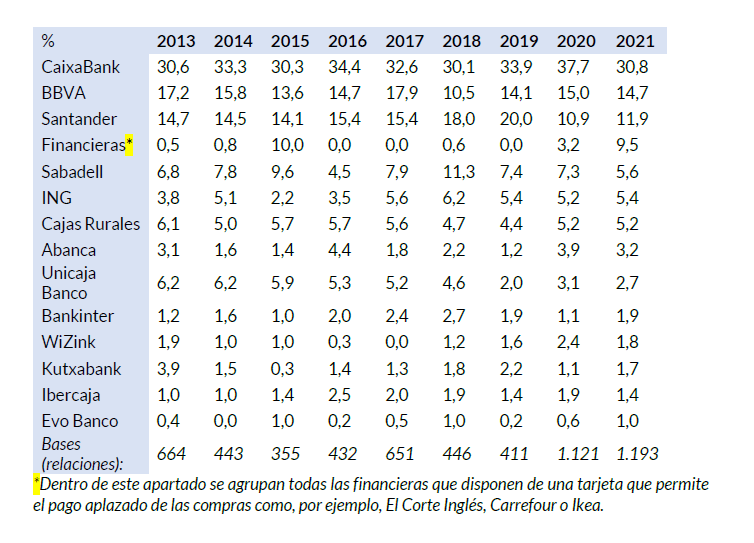 % 2013 2014 2015 2016 2017 2018 2019 2020 2021
CaixaBank 30,6 33,3 30,3 34,4 32,6 30,1 33,9 37,7 30,8
BBVA 17,2 15,8 13,6 14,7 17,9 10,5 14,1 15,0 14,7
Santander 14,7 14,5 14,1 15,4 15,4 18,0 20,0 10,9 11,9
Financieras* 0,5 0,8 10,0 0,0 0,0 0,6 0,0 3,2 9,5
Sabadell 6,8 7,8 9,6 4,5 7,9 11,3 7,4 7,3 5,6
ING 3,8 5,1 2,2 3,5 5,6 6,2 5,4 5,2 5,4
Cajas Rurales 6,1 5,0 5,7 5,7 5,6 4,7 4,4 5,2 5,2
Abanca 3,1 1,6 1,4 4,4 1,8 2,2 1,2 3,9 3,2
Unicaja
Banco 6,2 6,2 5,9 5,3 5,2 4,6 2,0 3,1 2,7
Bankinter 1,2 1,6 1,0 2,0 2,4 2,7 1,9 1,1 1,9
WiZink 1,9 1,0 1,0 0,3 0,0 1,2 1,6 2,4 1,8
Kutxabank 3,9 1,5 0,3 1,4 1,3 1,8 2,2 1,1 1,7
Ibercaja 1,0 1,0 1,4 2,5 2,0 1,9 1,4 1,9 1,4
Evo Banco 0,4 0,0 1,0 0,2 0,5 1,0 0,2 0,6 1,0
Bases
(relaciones): 664 443 355 432 651 446 411 1.121 1.193
*Dentro de este apartado se agrupan todas las financieras que disponen de una tarjeta que permite
el pago aplazado de las compras como, por ejemplo, El Corte Inglés, Carrefour o Ikea.